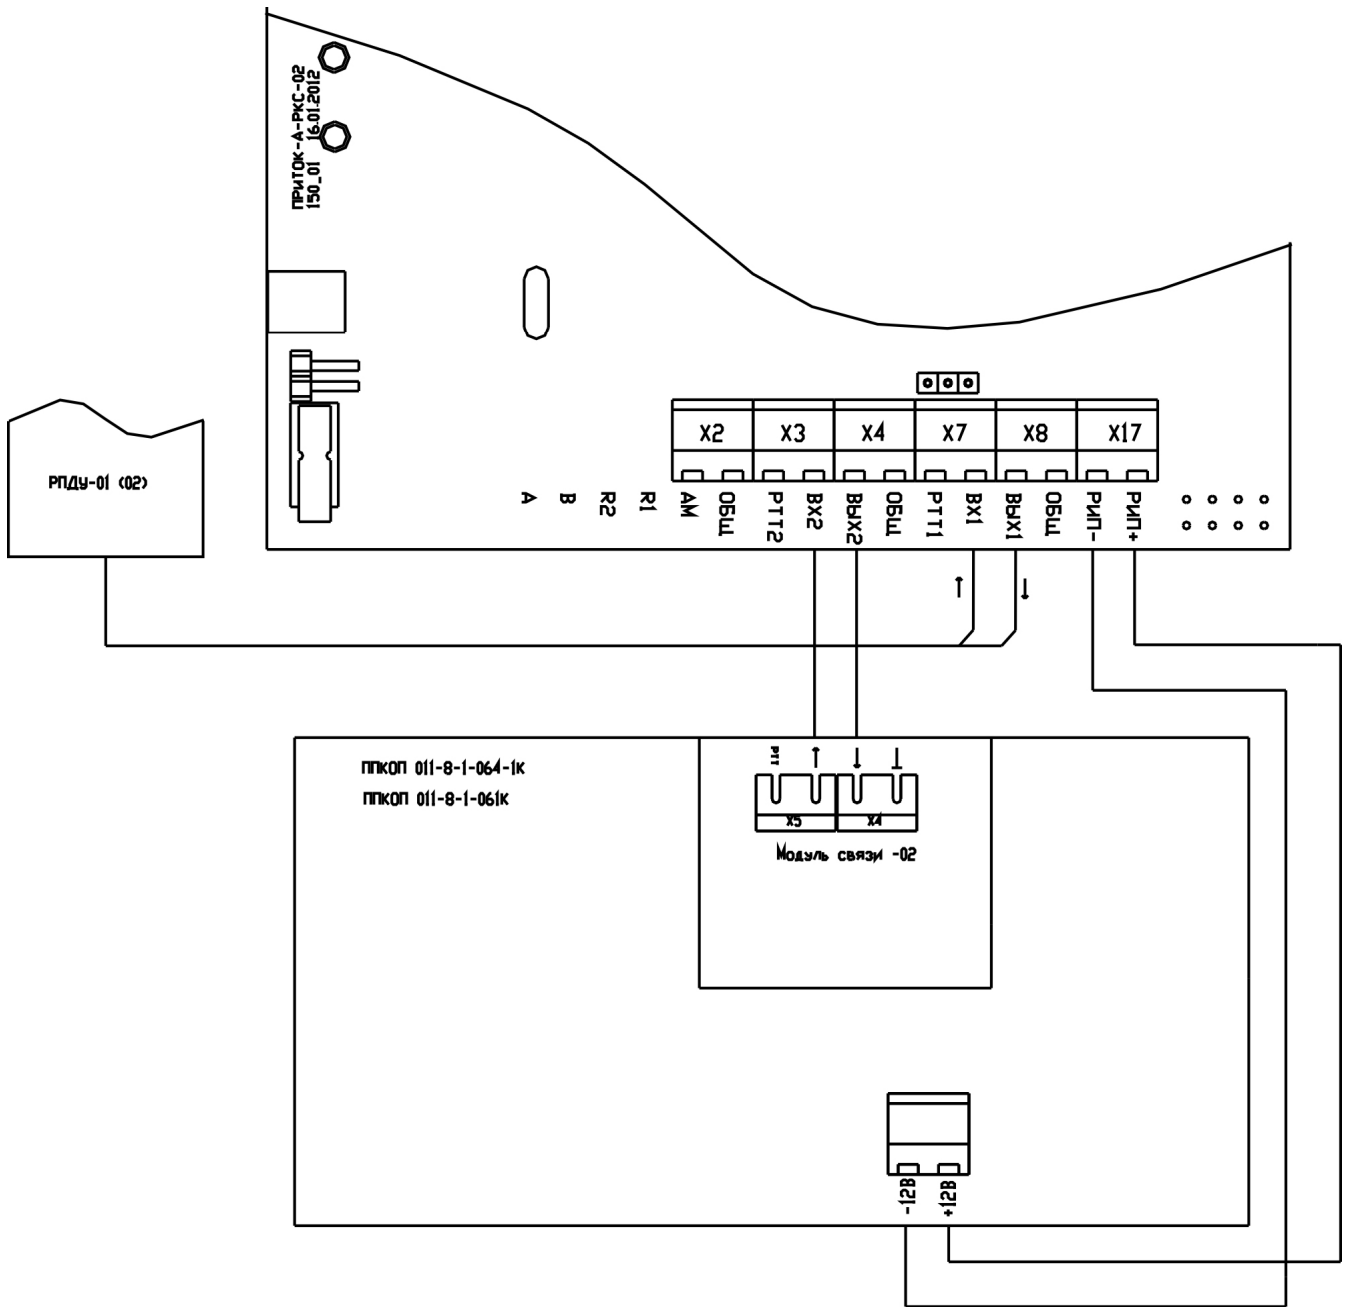 ПРИТОК-А-РКС-02
150_01 16.01.2012
РПДУ-01 (02)
X2 X3 X4 X7 X8 X17
A B R2 R1 АМ ОБЩ РТТ2 ВХ2 ВЫХ2 ОБЩ РТТ1 ВХ1 ВЫХ1 ОБЩ РИП- РИП+
ППКОП 011-8-1-064-1К
ППКОП 011-8-1-061К
РТТ
X5 X4
Модуль связи -02
-12В +12В